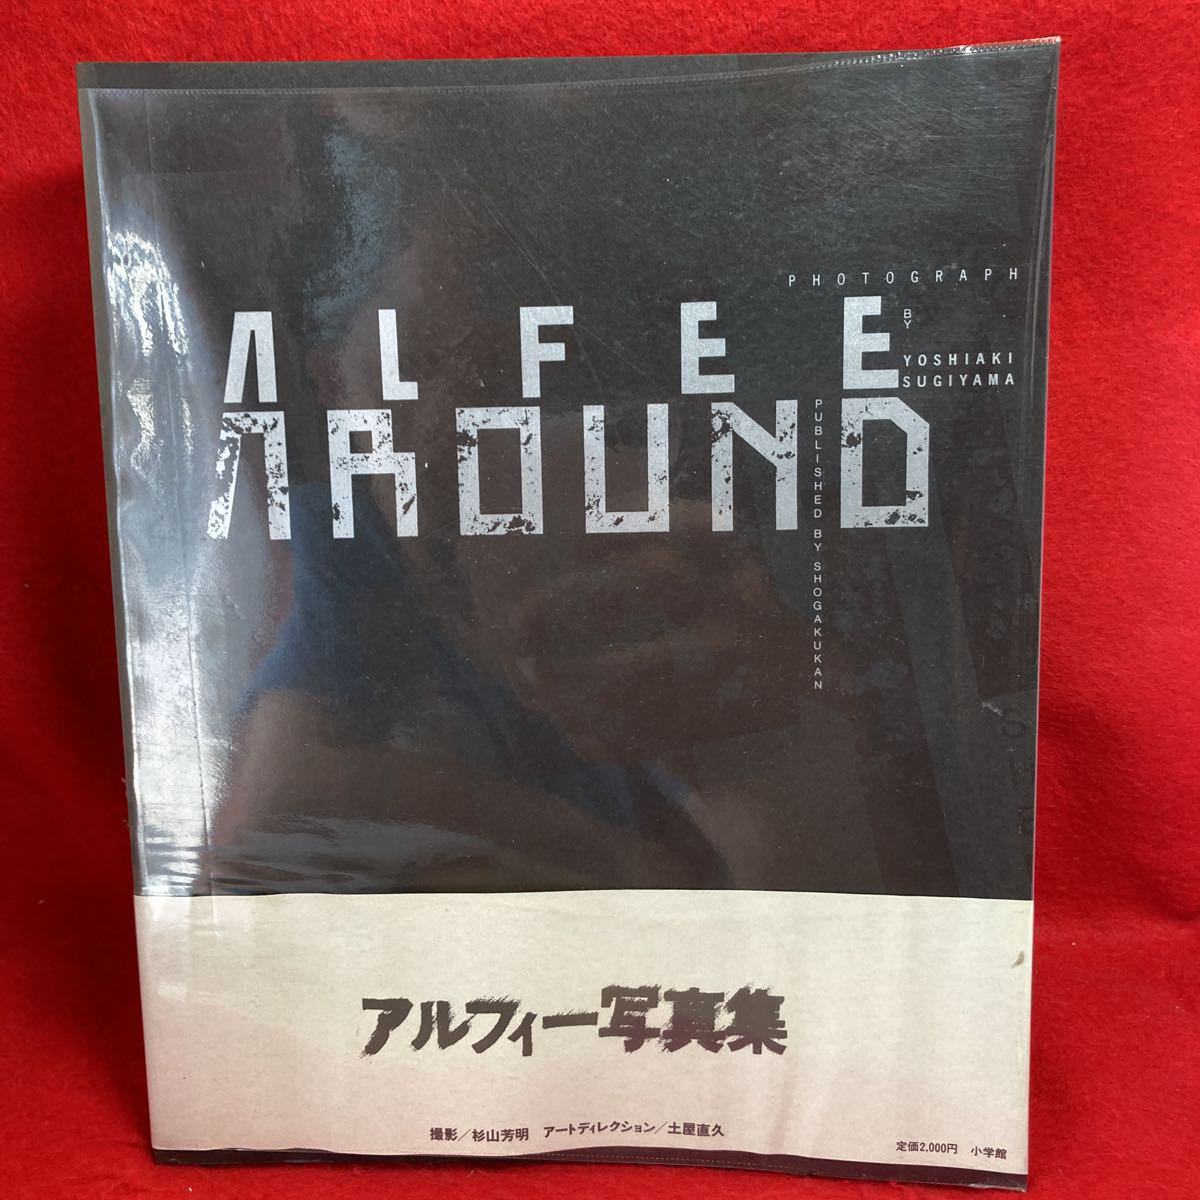 PHOTOGRAPH
BY
YOSHIAKI
SUGIYAMA
ALFEE
AROUND
PUBLISHED BY SHOGAKUKAN
アルフィー写真集
撮影／杉山芳明 アートディレクション／土屋直久
定価2,000円 小学館